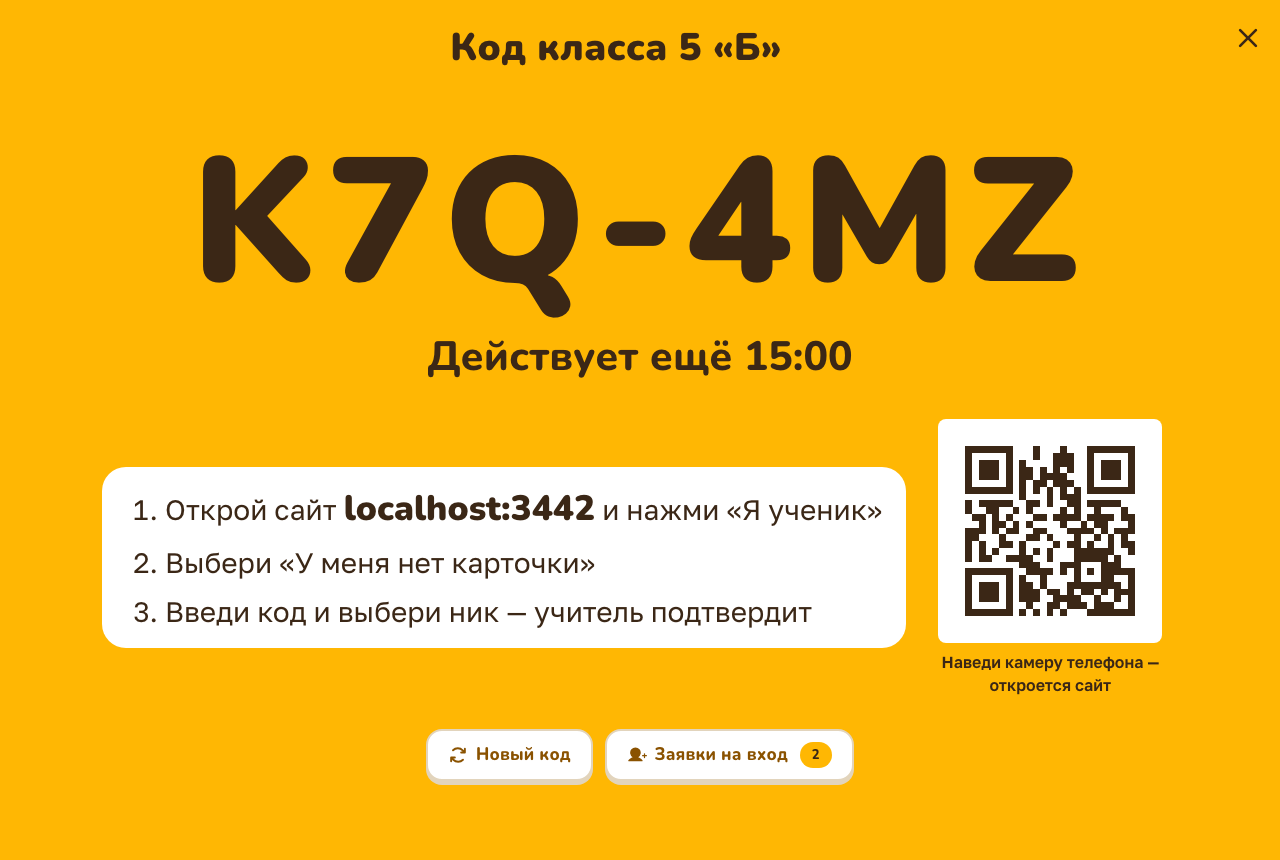 Код класса 5 «Б»
K7Q-4MZ
Действует ещё 15:00
1. Открой сайт localhost:3442 и нажми «Я ученик»
2. Выбери «У меня нет карточки»
3. Введи код и выбери ник — учитель подтвердит
Наведи камеру телефона —
откроется сайт
Новый код
Заявки на вход 2